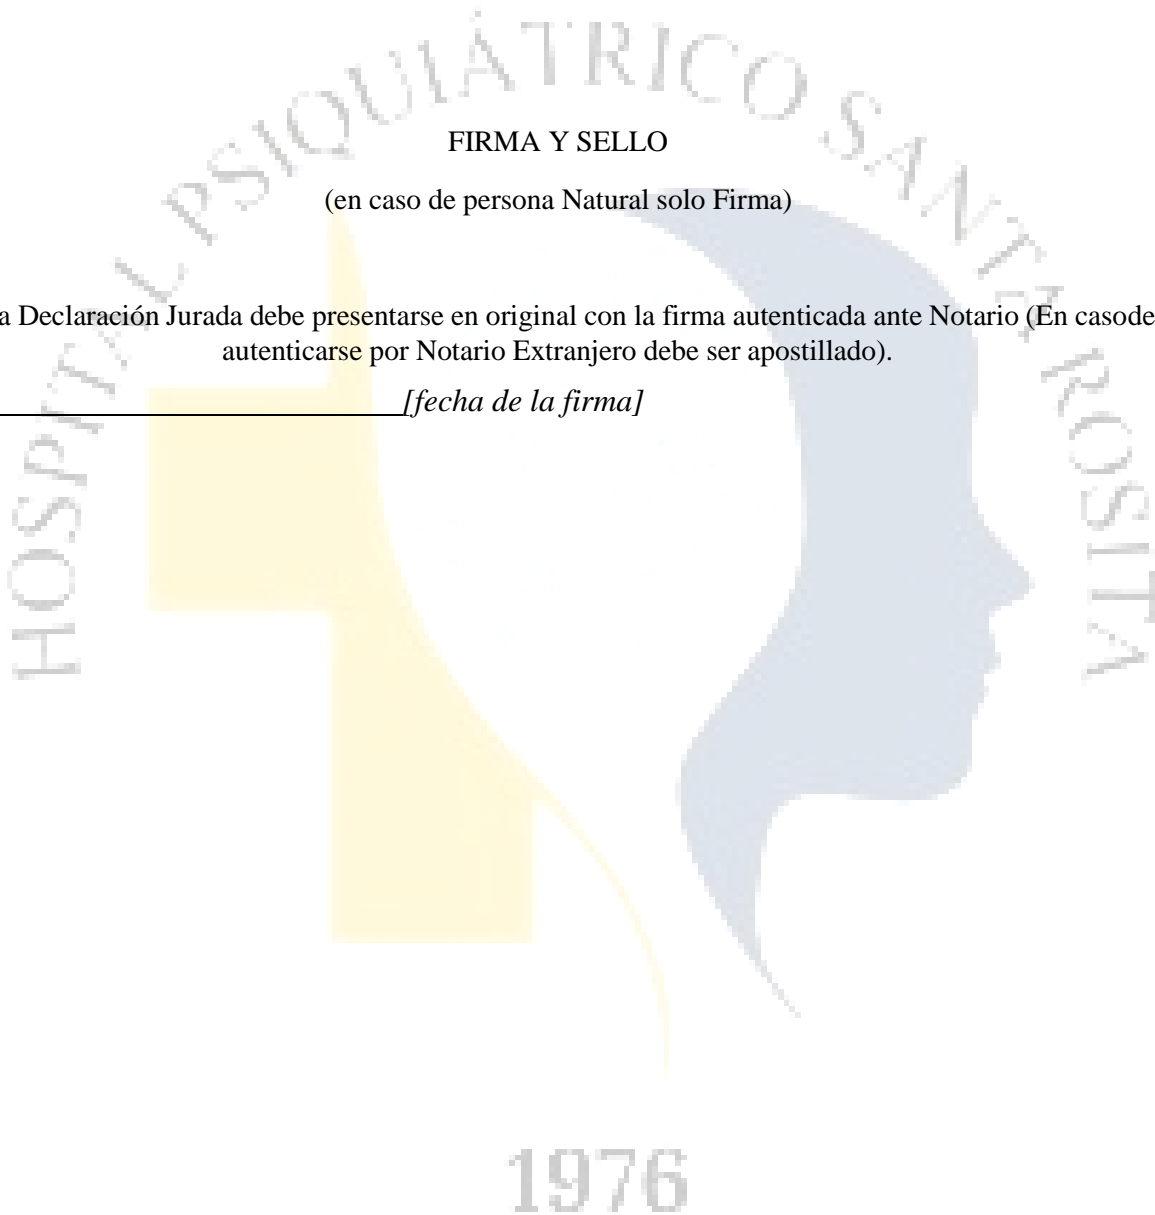 HOSPITAL PSIQUIÁTRICO SANTA ROSITA
FIRMA Y SELLO
(en caso de persona Natural solo Firma)
a Declaración Jurada debe presentarse en original con la firma autenticada ante Notario (En casode
autenticarse por Notario Extranjero debe ser apostillado).
[fecha de la firma]
1976